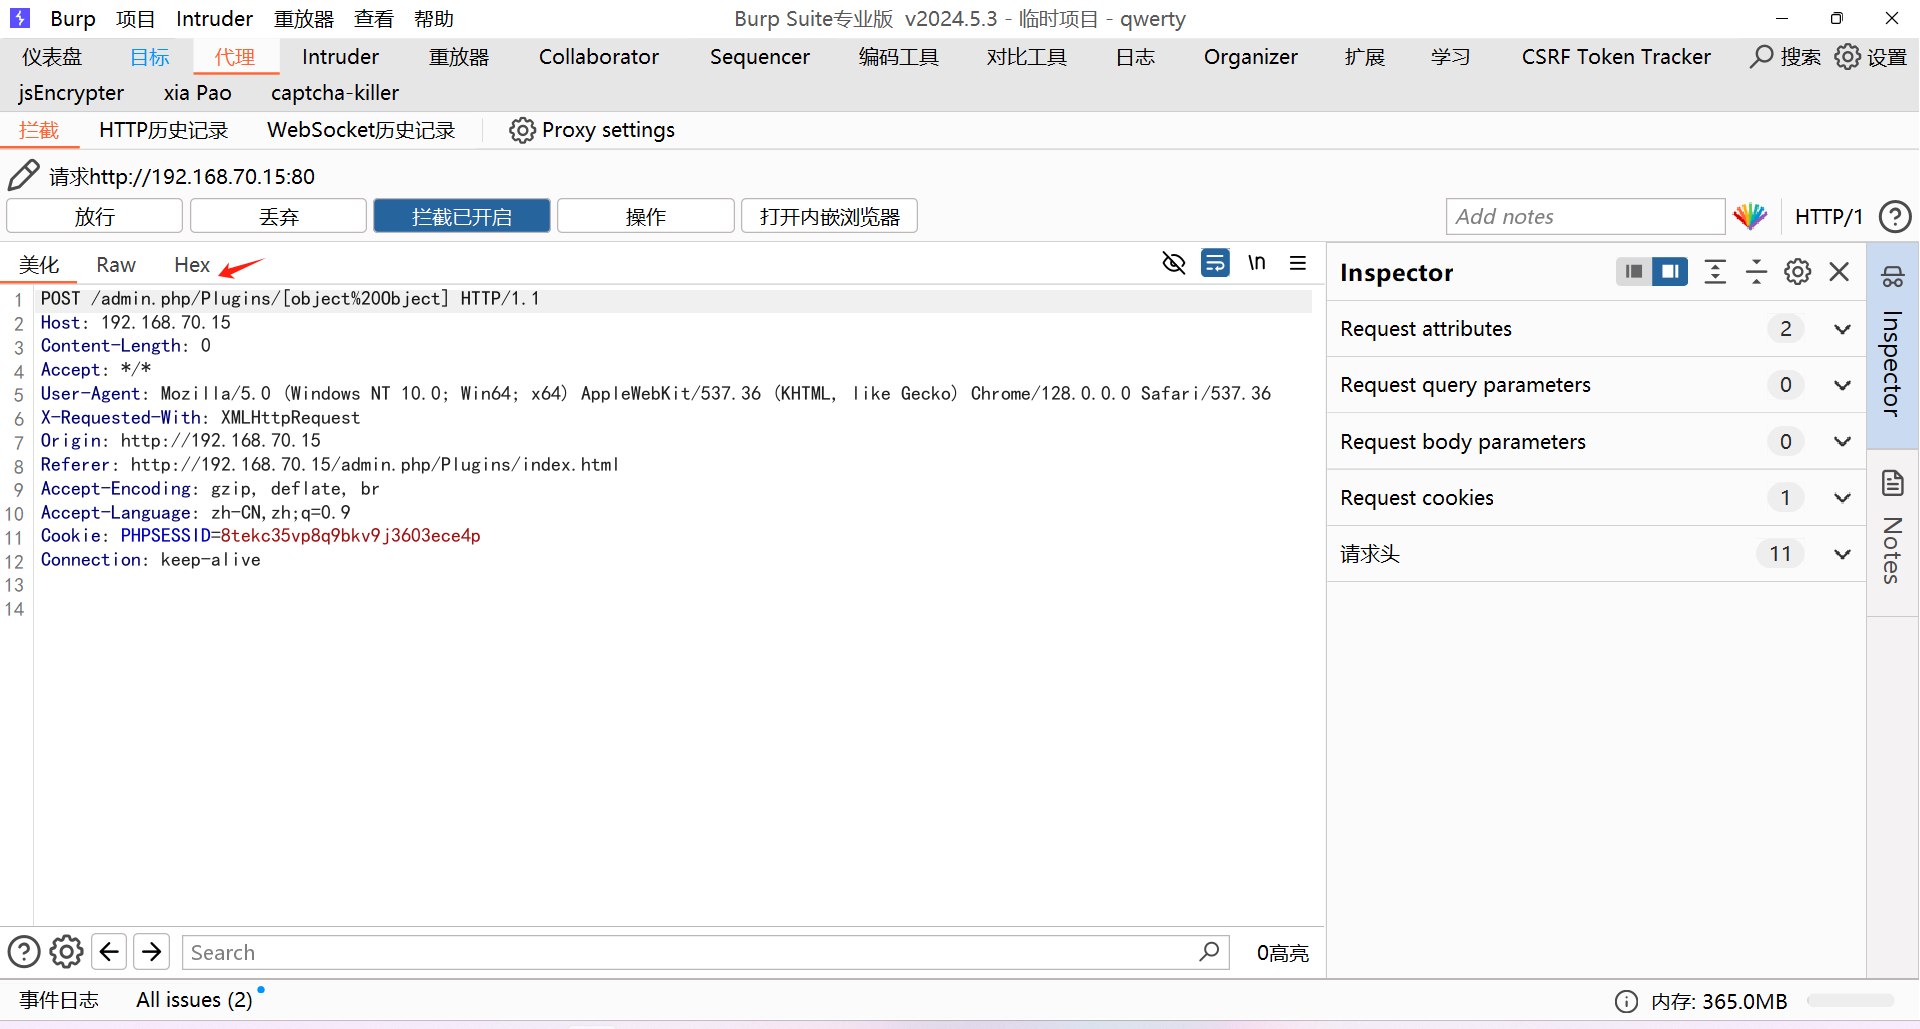 Burp 项目 Intruder 重放器 查看 帮助 Burp Suite专业版 v2024.5.3 - 临时项目 - qwerty
仪表盘 目标 代理 Intruder 重放器 Collaborator Sequencer 编码工具 对比工具 日志 Organizer 扩展 学习 CSRF Token Tracker 搜索 设置
jsEncrypter xia Pao captcha-killer
拦截 HTTP历史记录 WebSocket历史记录 Proxy settings
请求http://192.168.70.15:80
放行 丢弃 拦截已开启 操作 打开内嵌浏览器 Add notes HTTP/1
美化 Raw Hex \n
1 POST /admin.php/Plugins/[object%20Object] HTTP/1.1
2 Host: 192.168.70.15
3 Content-Length: 0
4 Accept: */*
5 User-Agent: Mozilla/5.0 (Windows NT 10.0; Win64; x64) AppleWebKit/537.36 (KHTML, like Gecko) Chrome/128.0.0.0 Safari/537.36
6 X-Requested-With: XMLHttpRequest
7 Origin: http://192.168.70.15
8 Referer: http://192.168.70.15/admin.php/Plugins/index.html
9 Accept-Encoding: gzip, deflate, br
10 Accept-Language: zh-CN,zh;q=0.9
11 Cookie: PHPSESSID=8tekc35vp8q9bkv9j3603ece4p
12 Connection: keep-alive
13
14
Inspector
Request attributes 2
Request query parameters 0
Request body parameters 0
Request cookies 1
请求头 11
Inspector
Notes
Search 0高亮
事件日志 All issues (2) 内存: 365.0MB